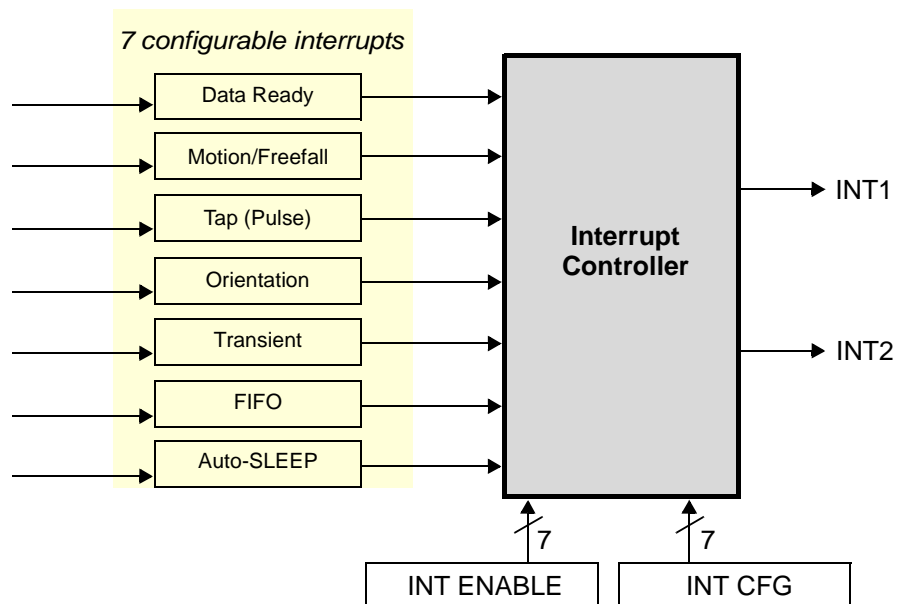 7 configurable interrupts
Data Ready
Motion/Freefall
Tap (Pulse)
Orientation
Transient
FIFO
Auto-SLEEP
Interrupt
Controller
INT1
INT2
7
7
INT ENABLE
INT CFG